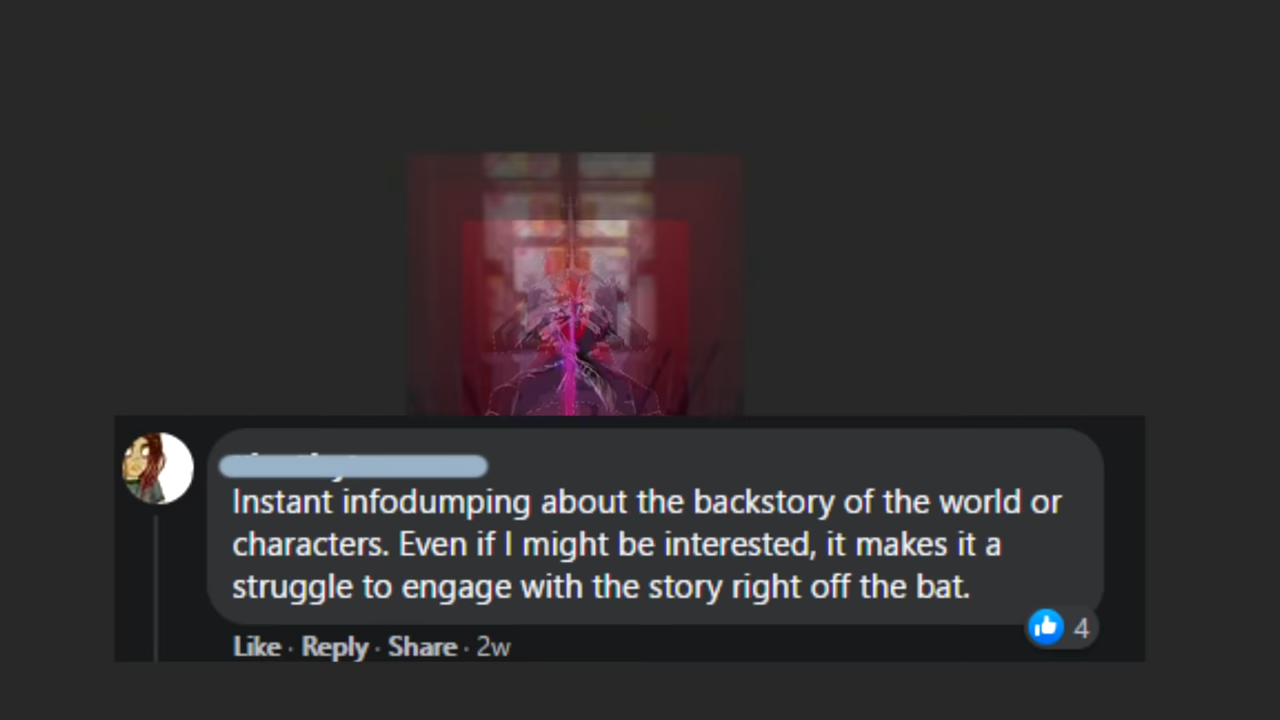 Instant infodumping about the backstory of the world or
characters. Even if I might be interested, it makes it a
struggle to engage with the story right off the bat.
Like · Reply · Share · 2w
4